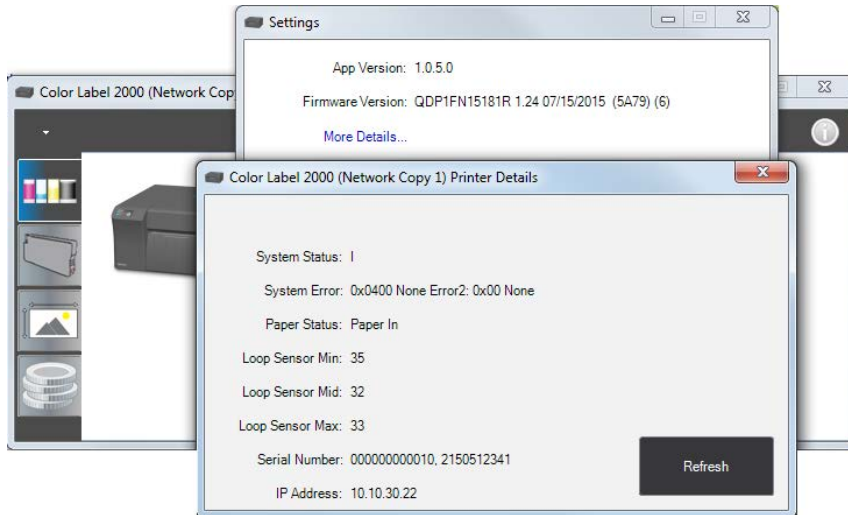 Settings
App Version: 1.0.5.0
Color Label 2000 (Network Cop
Firmware Version: QDP1FN15181R 1.24 07/15/2015 (5A79) (6)
More Details...
Color Label 2000 (Network Copy 1) Printer Details
System Status: I
System Error: 0x0400 None Error2: 0x00 None
Paper Status: Paper In
Loop Sensor Min: 35
Loop Sensor Mid: 32
Loop Sensor Max: 33
Serial Number: 000000000010, 2150512341
Refresh
IP Address: 10.10.30.22